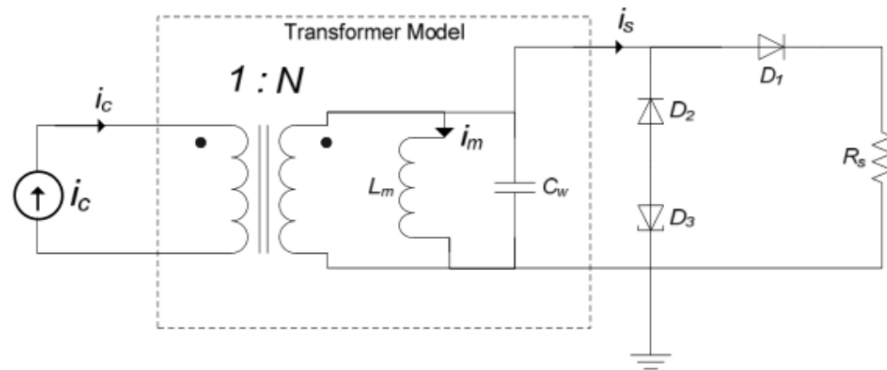 Transformer Model
1 : N
i_c
i_c
i_m
L_m
C_w
i_s
D_1
D_2
D_3
R_s